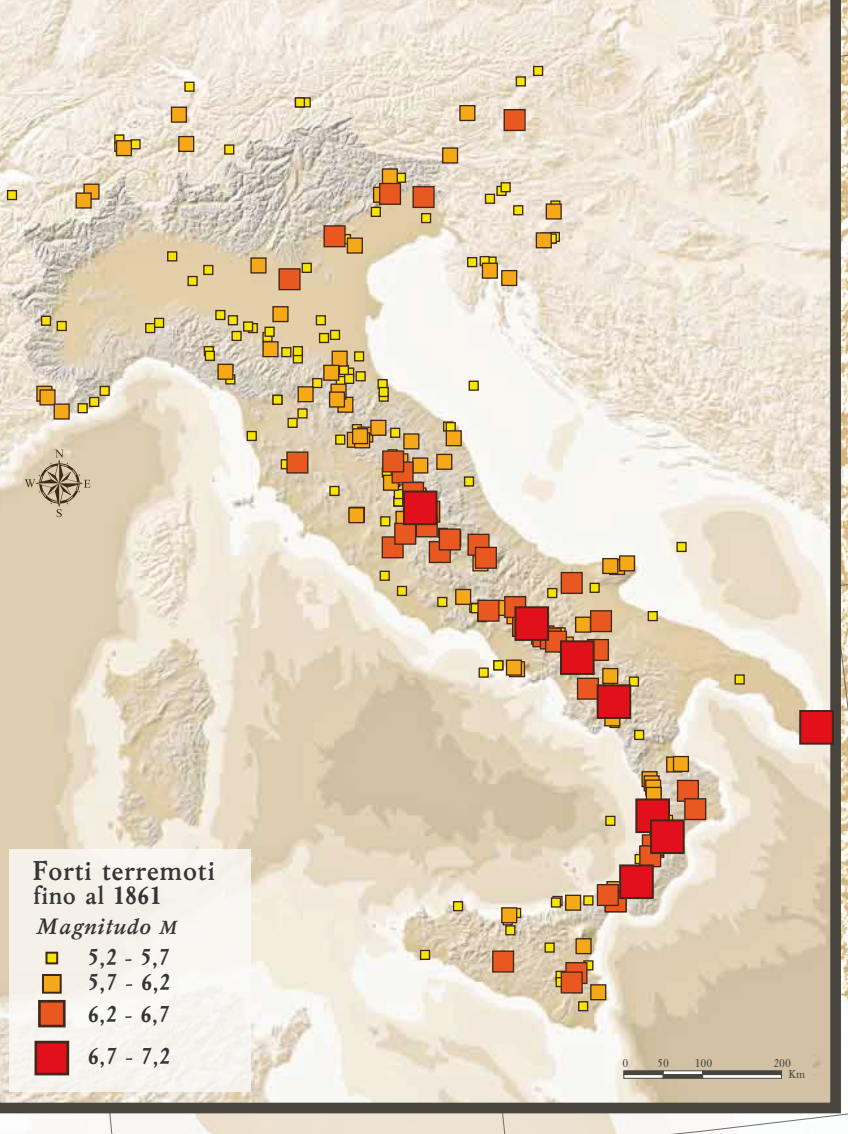 N
W E
S
Forti terremoti
fino al 1861
Magnitudo M
5,2 - 5,7
5,7 - 6,2
6,2 - 6,7
6,7 - 7,2
0 50 100 200
Km